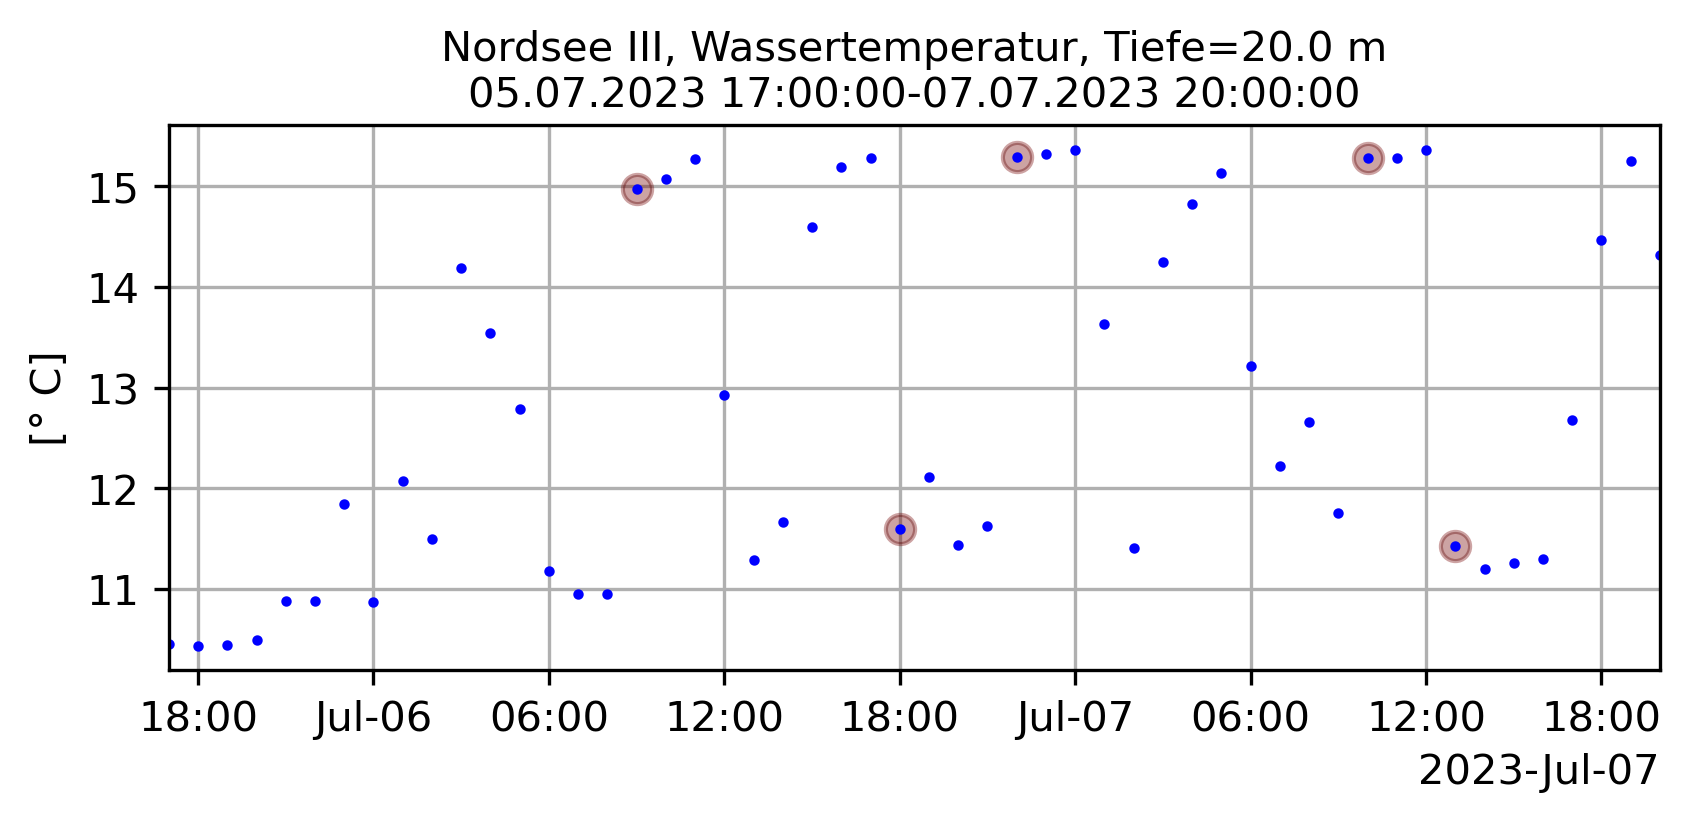 Nordsee III, Wassertemperatur, Tiefe=20.0 m
05.07.2023 17:00:00-07.07.2023 20:00:00
15
14
13
12
11
[° C]
18:00 Jul-06 06:00 12:00 18:00 Jul-07 06:00 12:00 18:00
2023-Jul-07